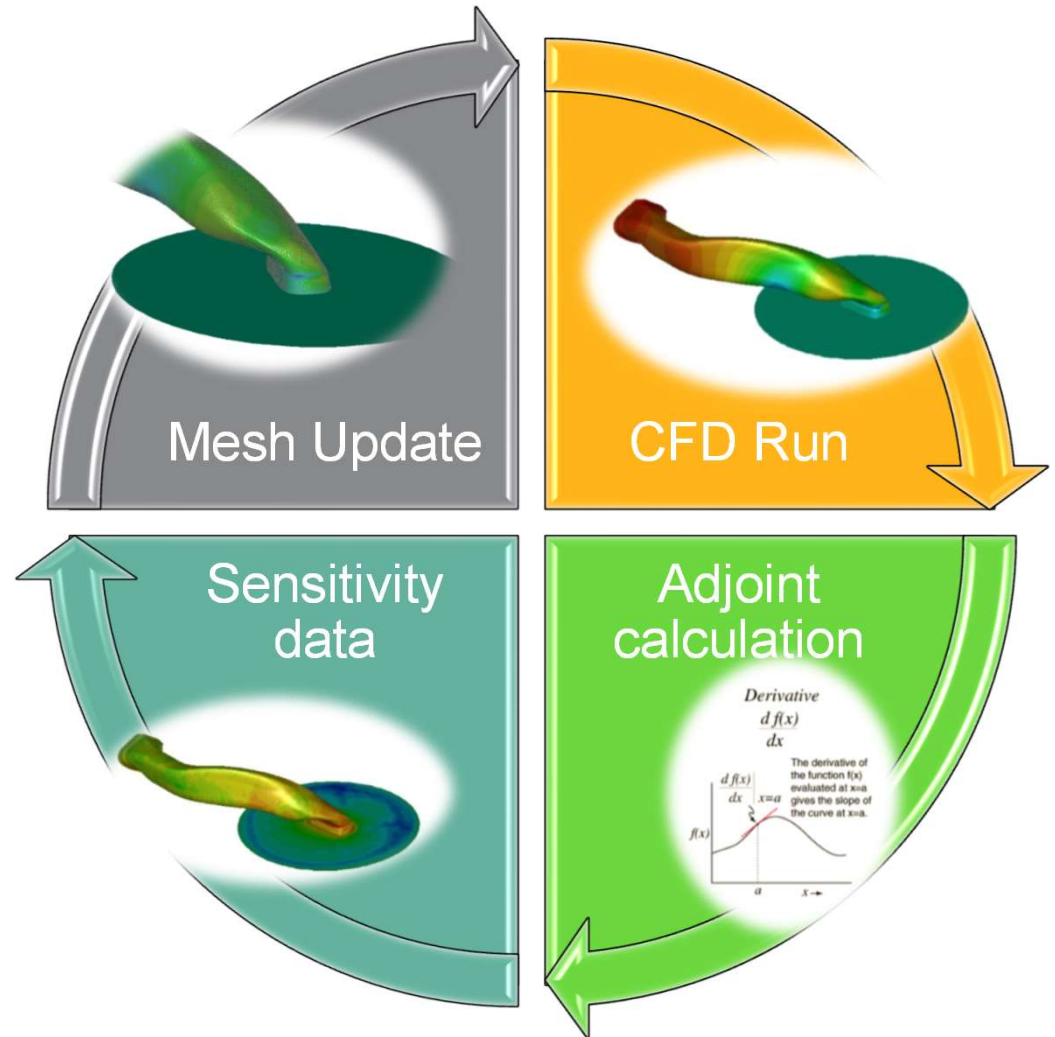 Mesh Update
CFD Run
Sensitivity
data
Adjoint
calculation
Derivative
d f(x)
dx
The derivative of
the function f(x)
evaluated at x=a
gives the slope of
the curve at x=a.
d f(x)
dx
x=a
f(x)
a
x→